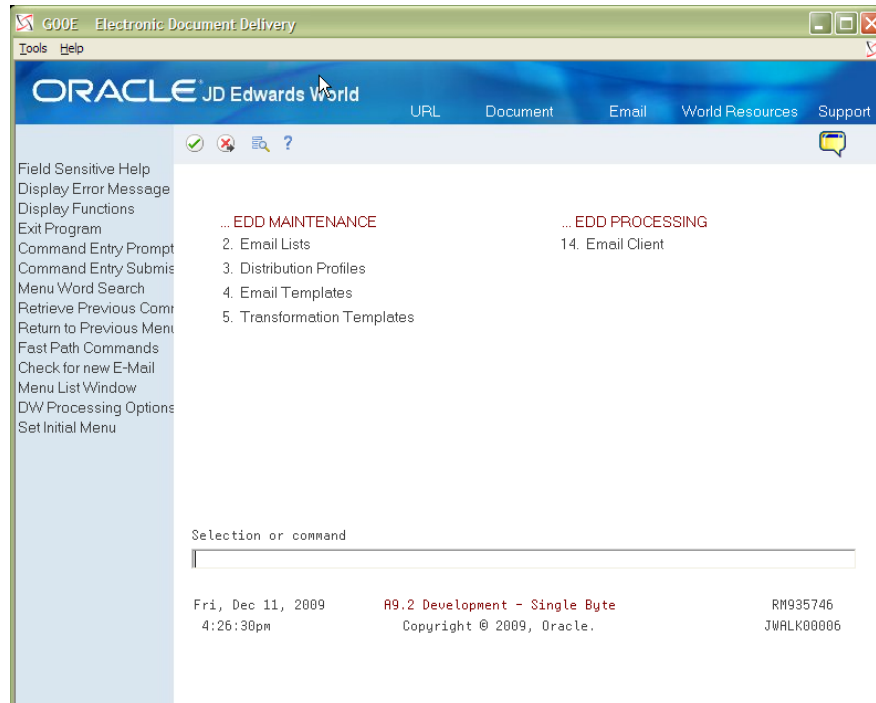 G00E Electronic Document Delivery
Tools Help
ORACLE JD Edwards World
URL Document Email World Resources Support
?
Field Sensitive Help
Display Error Message
Display Functions
Exit Program
Command Entry Prompt
Command Entry Submis
Menu Word Search
Retrieve Previous Comm
Return to Previous Menu
Fast Path Commands
Check for new E-Mail
Menu List Window
DW Processing Options
Set Initial Menu
... EDD MAINTENANCE
2. Email Lists
3. Distribution Profiles
4. Email Templates
5. Transformation Templates
... EDD PROCESSING
14. Email Client
Selection or command
Fri, Dec 11, 2009 A9.2 Development - Single Byte RM935746
4:26:30pm Copyright © 2009, Oracle. JWALK00006